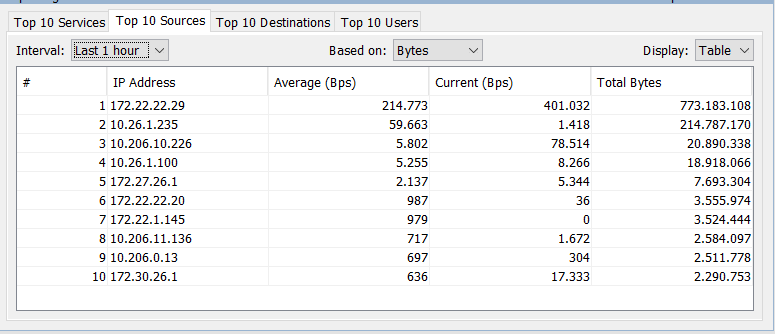 Top 10 Services Top 10 Sources Top 10 Destinations Top 10 Users
Interval: Last 1 hour Based on: Bytes Display: Table
# IP Address Average (Bps) Current (Bps) Total Bytes
1 172.22.22.29 214.773 401.032 773.183.108
2 10.26.1.235 59.663 1.418 214.787.170
3 10.206.10.226 5.802 78.514 20.890.338
4 10.26.1.100 5.255 8.266 18.918.066
5 172.27.26.1 2.137 5.344 7.693.304
6 172.22.22.20 987 36 3.555.974
7 172.22.1.145 979 0 3.524.444
8 10.206.11.136 717 1.672 2.584.097
9 10.206.0.13 697 304 2.511.778
10 172.30.26.1 636 17.333 2.290.753